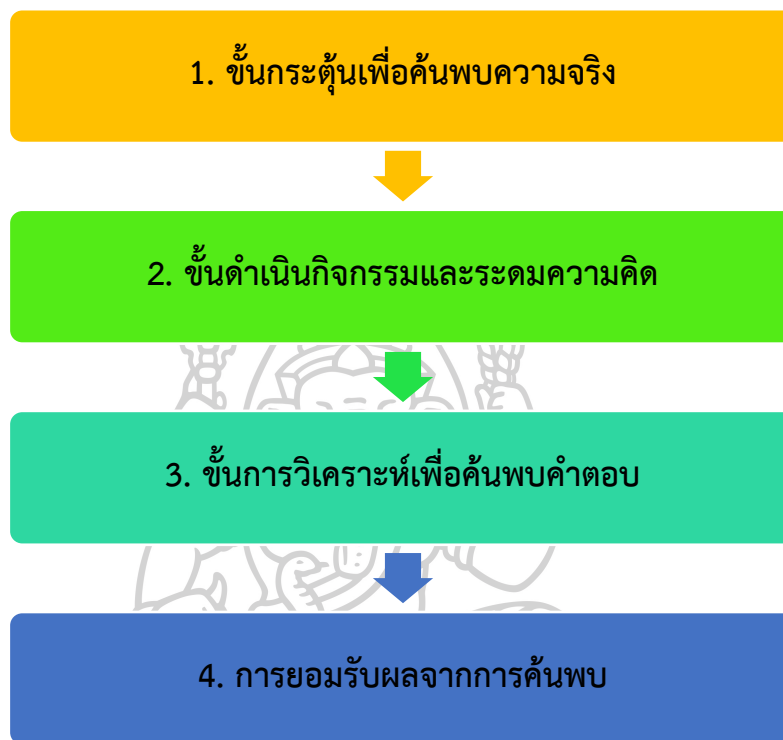 1. ขั้นกระตุ้นเพื่อค้นพบความจริง
2. ขั้นดำเนินกิจกรรมและระดมความคิด
3. ขั้นการวิเคราะห์เพื่อค้นพบคำตอบ
4. การยอมรับผลจากการค้นพบ